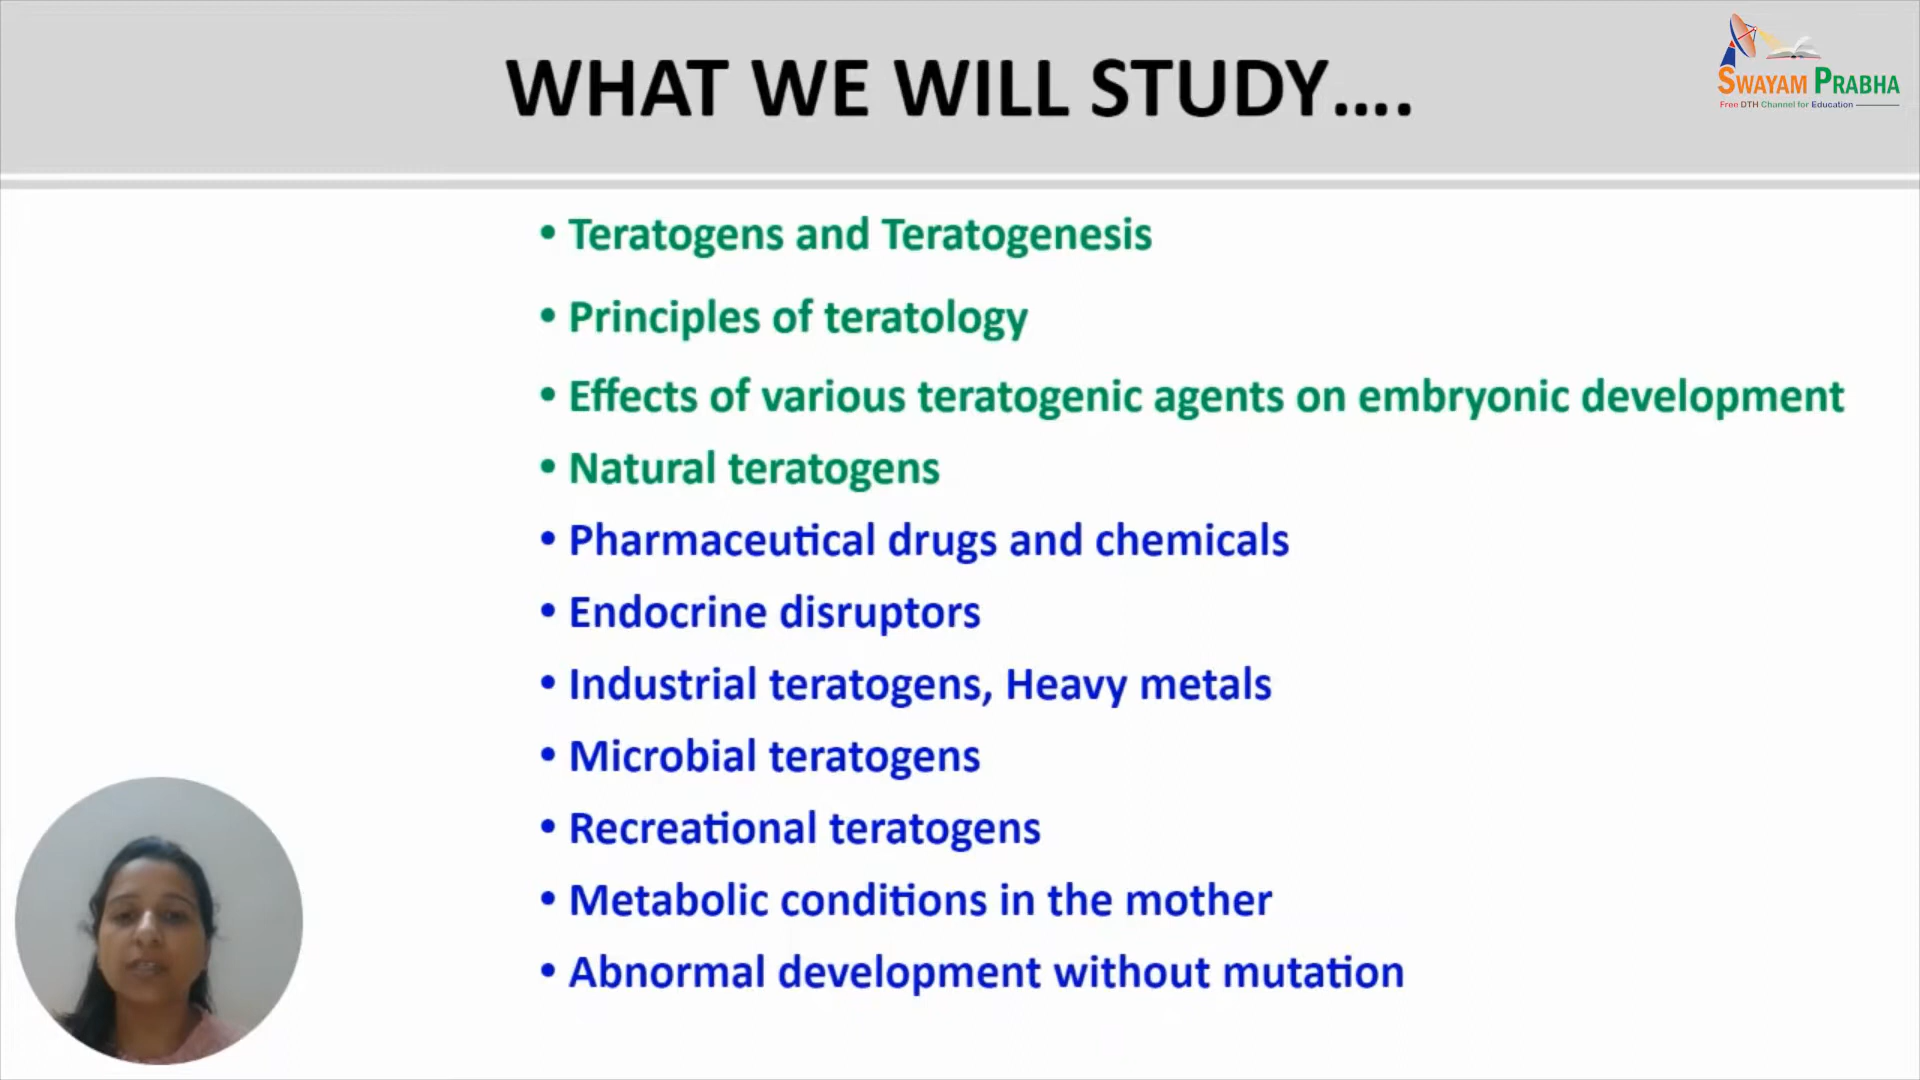 WHAT WE WILL STUDY....
SWAYAM PRABHA
Free DTH Channel for Education
• Teratogens and Teratogenesis
• Principles of teratology
• Effects of various teratogenic agents on embryonic development
• Natural teratogens
• Pharmaceutical drugs and chemicals
• Endocrine disruptors
• Industrial teratogens, Heavy metals
• Microbial teratogens
• Recreational teratogens
• Metabolic conditions in the mother
• Abnormal development without mutation